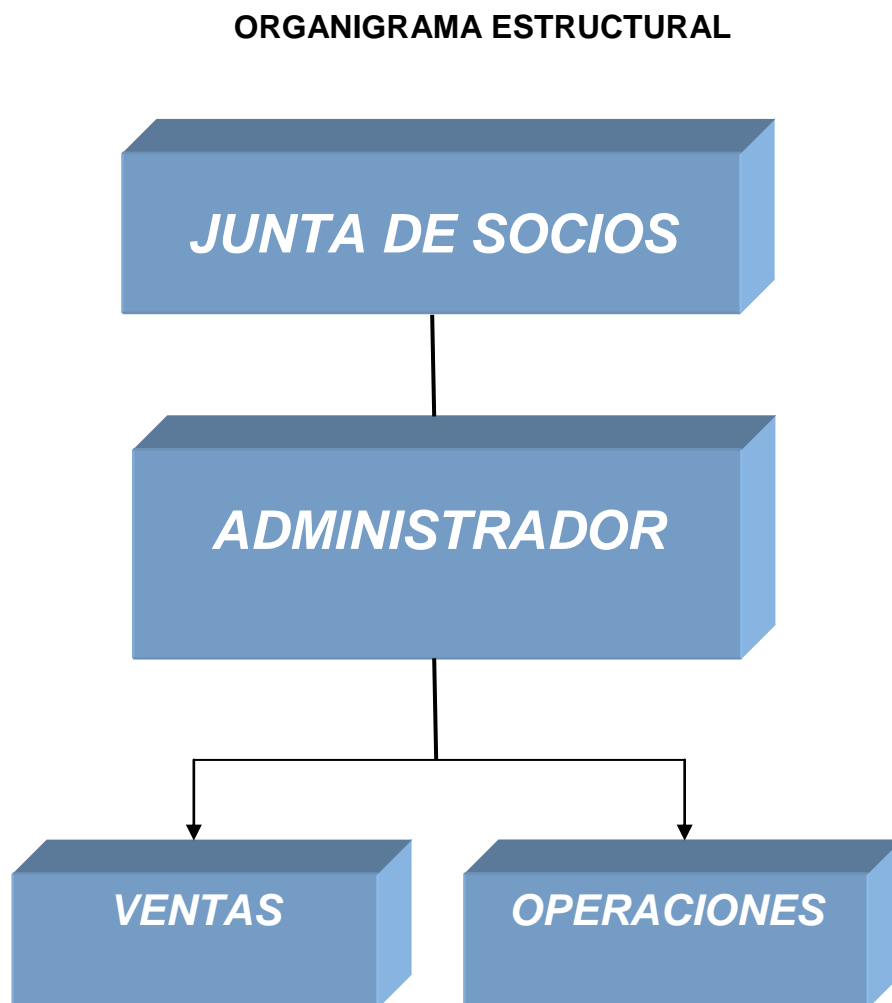 ORGANIGRAMA ESTRUCTURAL
JUNTA DE SOCIOS
ADMINISTRADOR
VENTAS
OPERACIONES